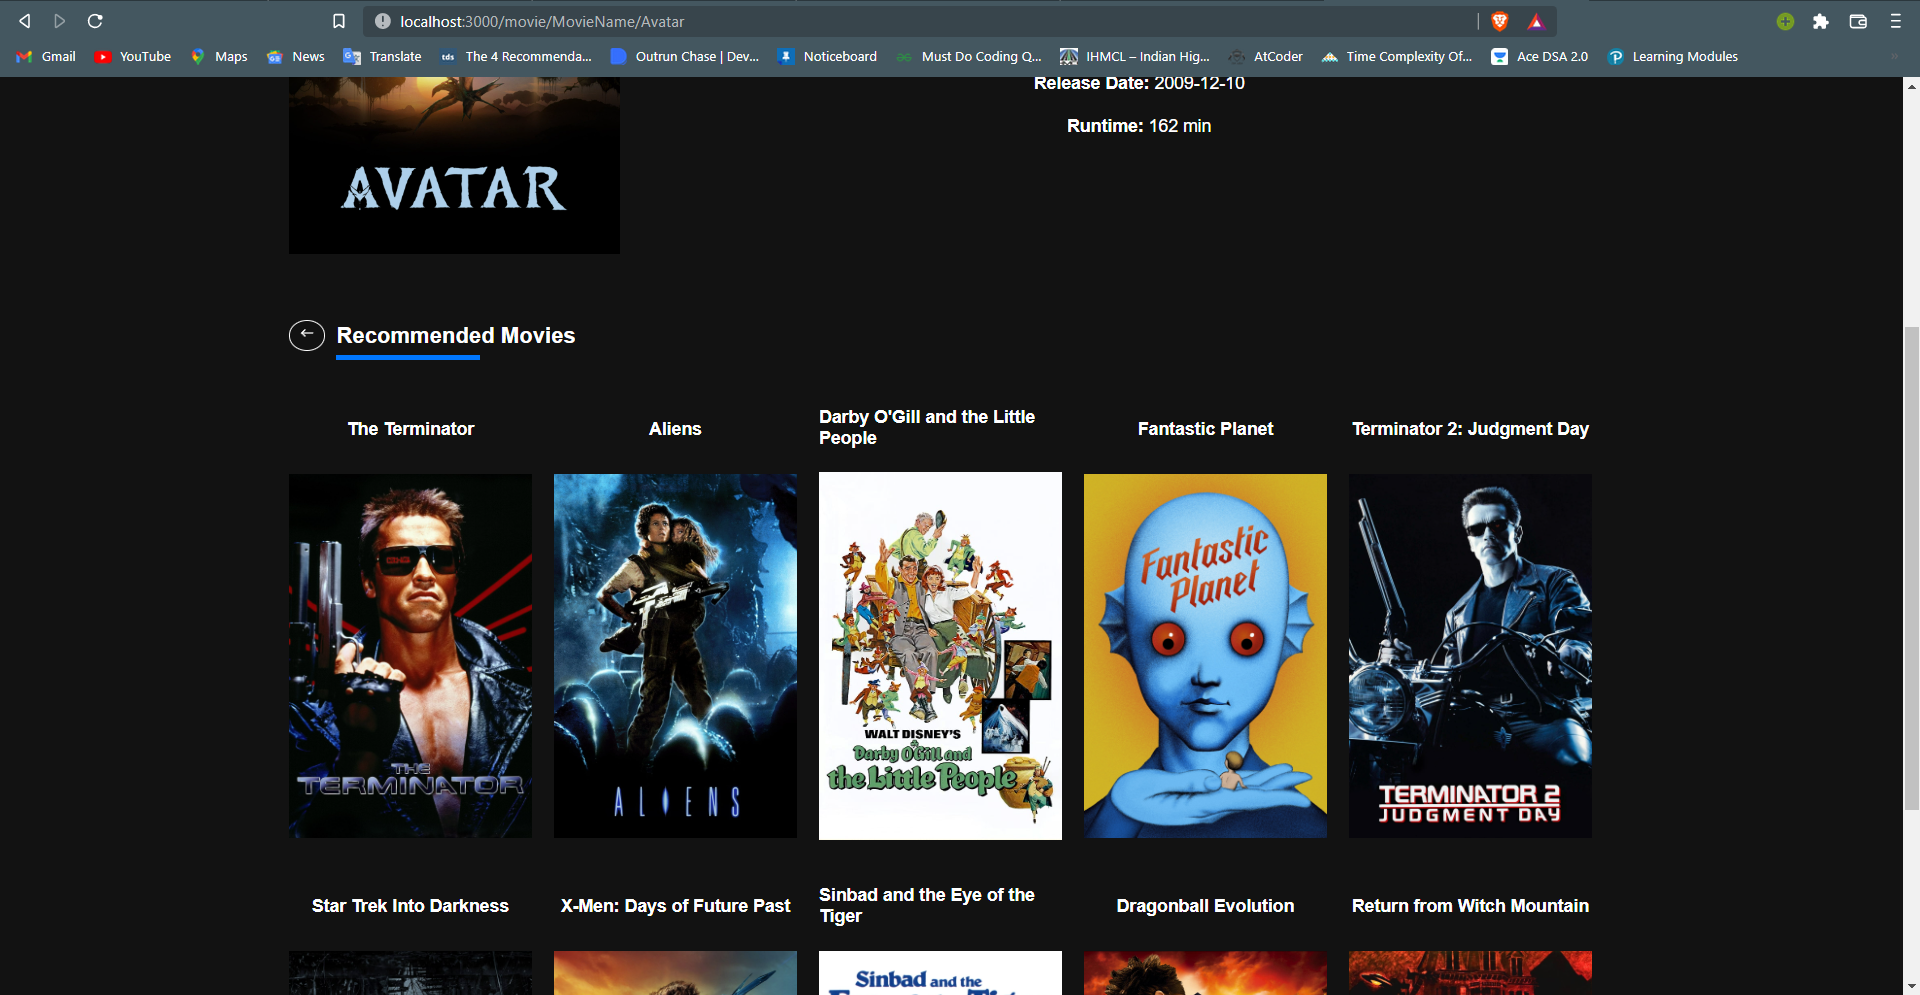 localhost:3000/movie/MovieName/Avatar
Gmail YouTube Maps News Translate The 4 Recommenda... Outrun Chase | Dev... Noticeboard Must Do Coding Q... IHMCL – Indian Hig... AtCoder Time Complexity Of... Ace DSA 2.0 Learning Modules
Release Date: 2009-12-10
Runtime: 162 min
AVATAR
Recommended Movies
The Terminator
Aliens
Darby O'Gill and the Little
People
Fantastic Planet
Terminator 2: Judgment Day
THE
TERMINATOR
ALIENS
WALT DISNEY'S
Darby O'Gill and
the Little People
Fantastic
Planet
TERMINATOR 2
JUDGMENT DAY
Star Trek Into Darkness
X-Men: Days of Future Past
Sinbad and the Eye of the
Tiger
Dragonball Evolution
Return from Witch Mountain
Sinbad and the